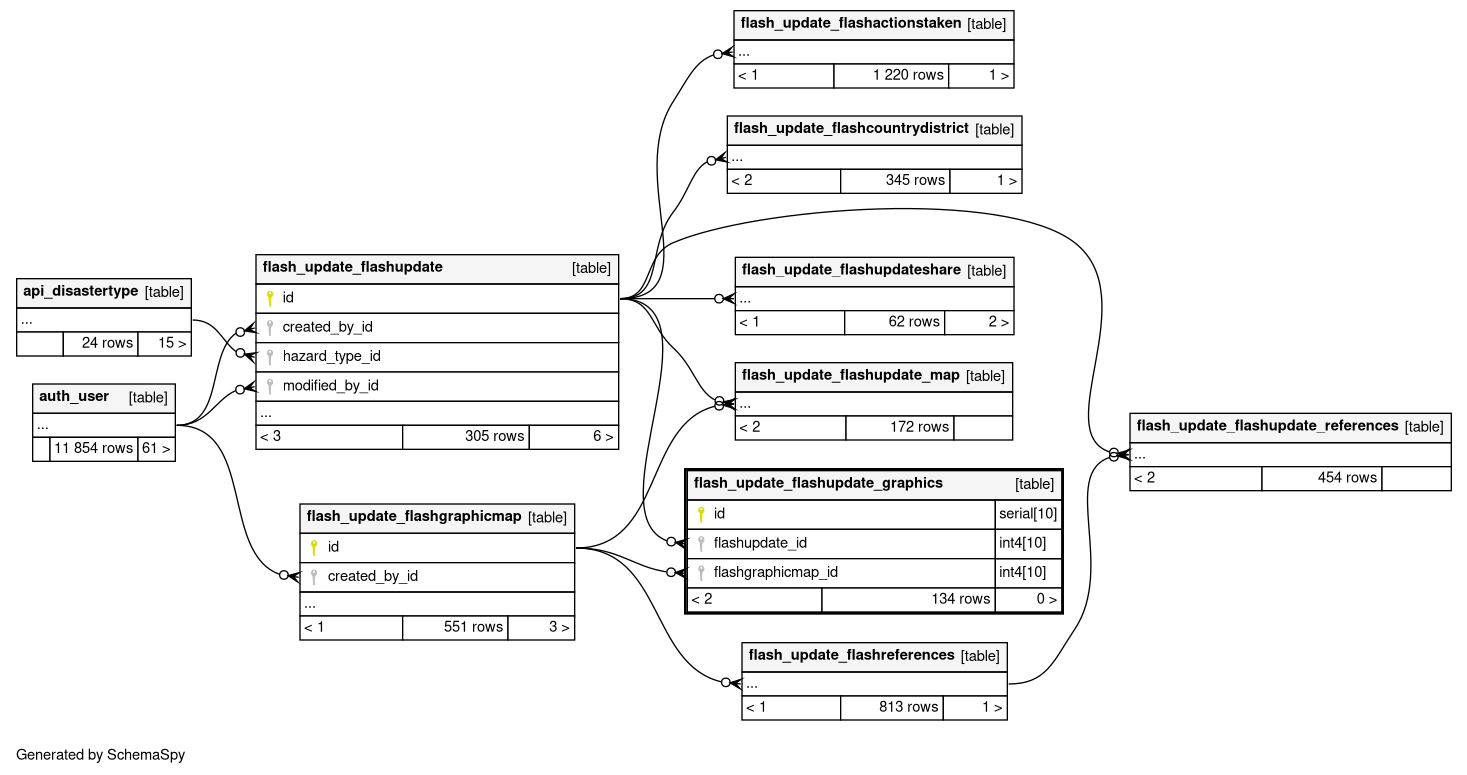 flash_update_flashactionstaken [table]
...
< 1 1 220 rows 1 >
flash_update_flashcountrydistrict [table]
...
< 2 345 rows 1 >
flash_update_flashupdate [table]
id
created_by_id
hazard_type_id
modified_by_id
...
< 3 305 rows 6 >
api_disastertype [table]
...
24 rows 15 >
auth_user [table]
...
11 854 rows 61 >
flash_update_flashupdateshare [table]
...
< 1 62 rows 2 >
flash_update_flashupdate_map [table]
...
< 2 172 rows
flash_update_flashupdate_references [table]
...
< 2 454 rows
flash_update_flashupdate_graphics [table]
id serial[10]
flashupdate_id int4[10]
flashgraphicmap_id int4[10]
< 2 134 rows 0 >
flash_update_flashgraphicmap [table]
id
created_by_id
...
< 1 551 rows 3 >
flash_update_flashreferences [table]
...
< 1 813 rows 1 >
Generated by SchemaSpy